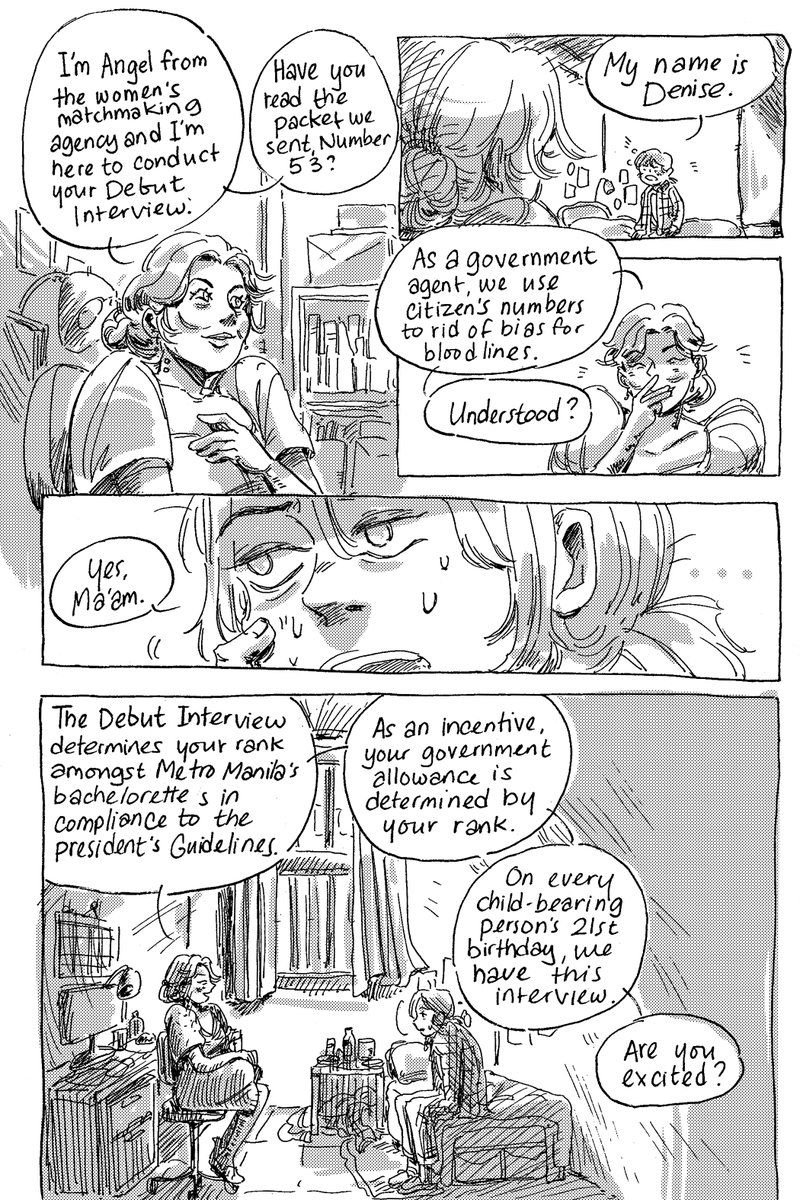 I'm Angel from
the women's
matchmaking
agency and I'm
here to conduct
your Debut
Interview.
Have you
read the
packet we
sent, Number
53?
My name is
Denise.
As a government
agent, we use
citizen's numbers
to rid of bias for
bloodlines.
Understood?
Yes,
Ma'am.
The Debut Interview
determines your rank
amongst Metro Manila's
bachelorette s in
compliance to the
president's Guidelines.
As an incentive,
your government
allowance is
determined by
your rank.
On every
child-bearing
person's 21st
birthday, we
have this
interview.
Are you
excited?